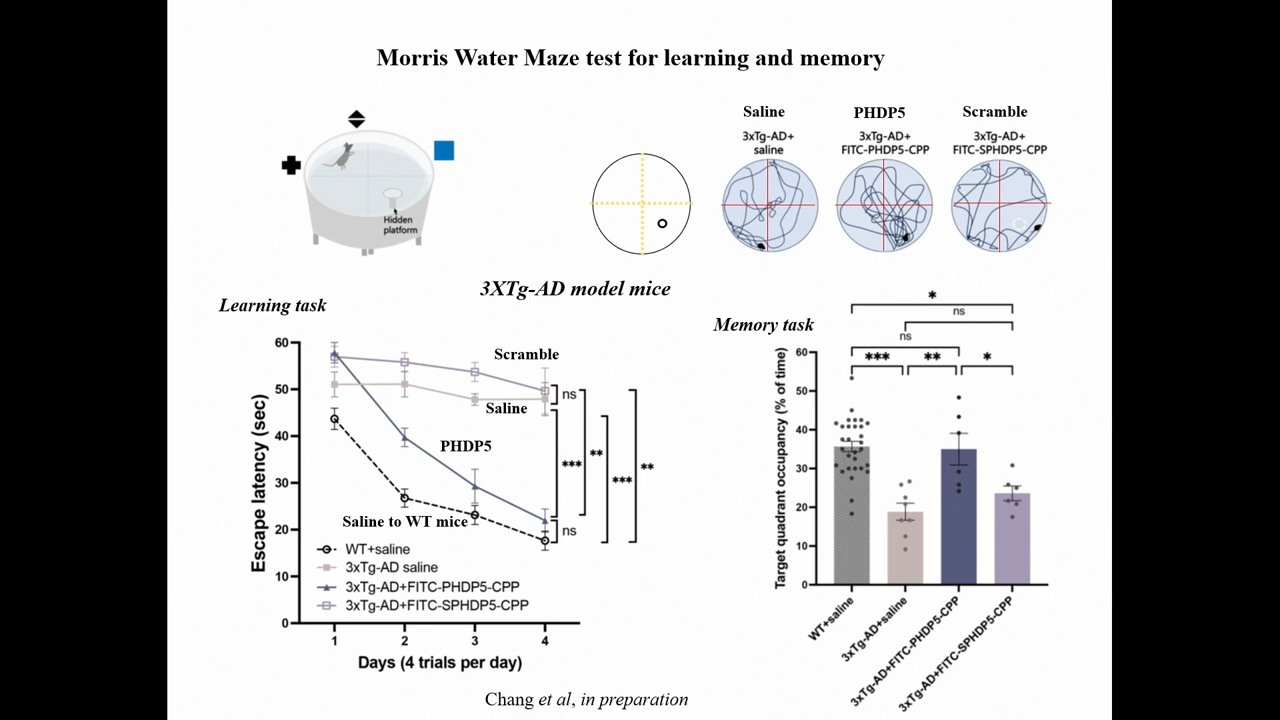 Morris Water Maze test for learning and memory
Saline
PHDP5
Scramble
3xTg-AD+
saline
3xTg-AD+
FITC-PHDP5-CPP
3xTg-AD+
FITC-SPHDP5-CPP
Hidden
platform
3XTg-AD model mice
Learning task
Escape latency (sec)
60
50
40
30
20
10
0
1
2
3
4
Days (4 trials per day)
Scramble
Saline
PHDP5
Saline to WT mice
WT+saline
3xTg-AD saline
3xTg-AD+FITC-PHDP5-CPP
3xTg-AD+FITC-SPHDP5-CPP
ns
***
**
***
**
ns
Memory task
*
ns
ns
***
**
*
Target quadrant occupancy (% of time)
60
50
40
30
20
10
0
WT+saline
3xTg-AD+saline
3xTg-AD+FITC-PHDP5-CPP
3xTg-AD+FITC-SPHDP5-CPP
Chang et al, in preparation